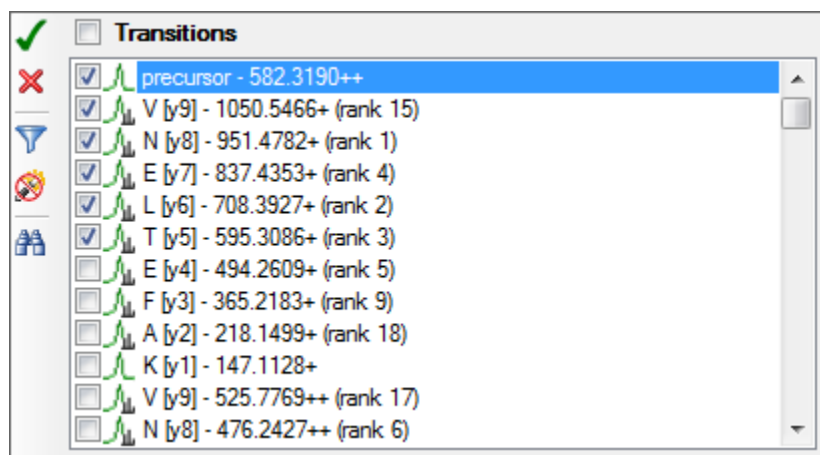 Transitions
precursor - 582.3190++
V [y9] - 1050.5466+ (rank 15)
N [y8] - 951.4782+ (rank 1)
E [y7] - 837.4353+ (rank 4)
L [y6] - 708.3927+ (rank 2)
T [y5] - 595.3086+ (rank 3)
E [y4] - 494.2609+ (rank 5)
F [y3] - 365.2183+ (rank 9)
A [y2] - 218.1499+ (rank 18)
K [y1] - 147.1128+
V [y9] - 525.7769++ (rank 17)
N [y8] - 476.2427++ (rank 6)